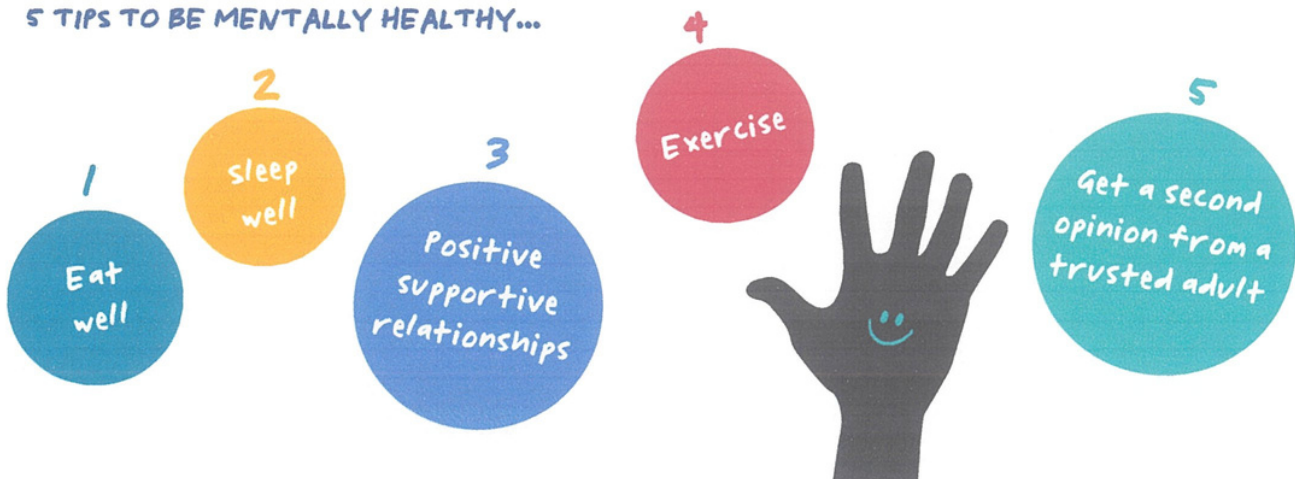 5 TIPS TO BE MENTALLY HEALTHY...
1
Eat
well
2
sleep
well
3
Positive
supportive
relationships
4
Exercise
5
Get a second
opinion from a
trusted adult